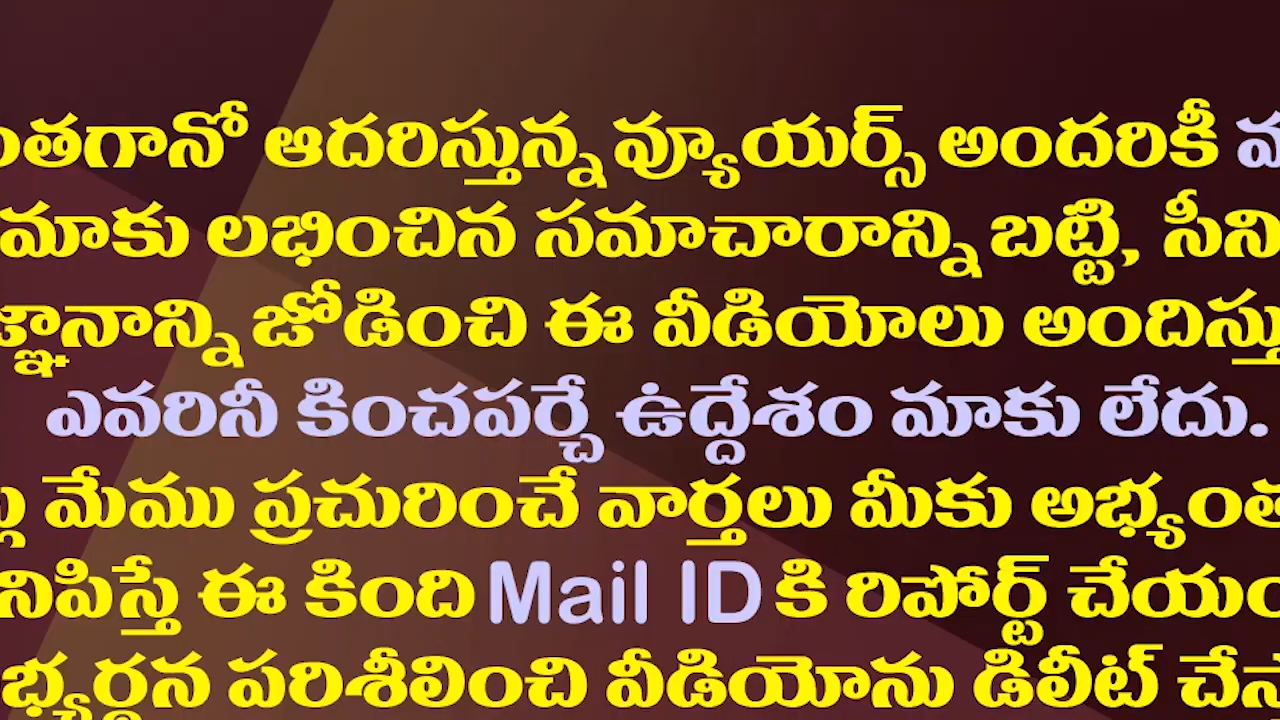 ంతగానో ఆదరిస్తున్న వ్యూయర్స్ అందరికీ
మాకు లభించిన సమాచారాన్ని బట్టి, సీని
జ్ఞానాన్ని జోడించి ఈ వీడియోలు అందిస్తు
ఎవరినీ కించపర్చే ఉద్దేశం మాకు లేదు.
మేము ప్రచురించే వార్తలు మీకు అభ్యంత
నిపిస్తే ఈ కింది Mail ID కి రిపోర్ట్ చేయం
భ్యర్థన పరిశీలించి వీడియోను డిలీట్ చేస